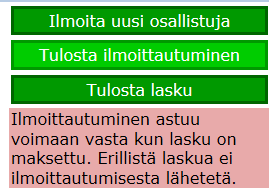 Ilmoita uusi osallistuja
Tulosta ilmoittautuminen
Tulosta lasku
Ilmoittautuminen astuu
voimaan vasta kun lasku on
maksettu. Erillistä laskua ei
ilmoittautumisesta lähetetä.